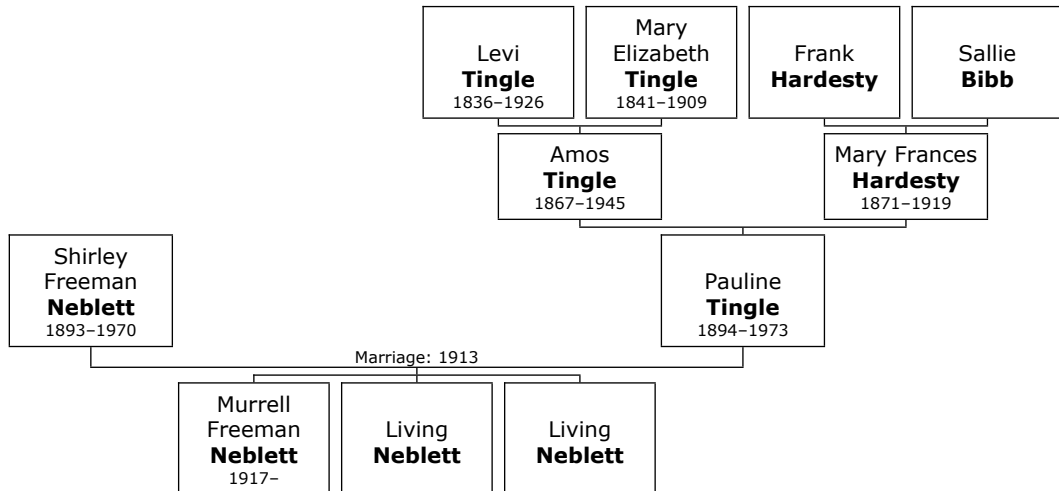 Levi
Tingle
1836–1926
Mary
Elizabeth
Tingle
1841–1909
Frank
Hardesty
Sallie
Bibb
Amos
Tingle
1867–1945
Mary Frances
Hardesty
1871–1919
Shirley
Freeman
Neblett
1893–1970
Pauline
Tingle
1894–1973
Marriage: 1913
Murrell
Freeman
Neblett
1917–
Living
Neblett
Living
Neblett